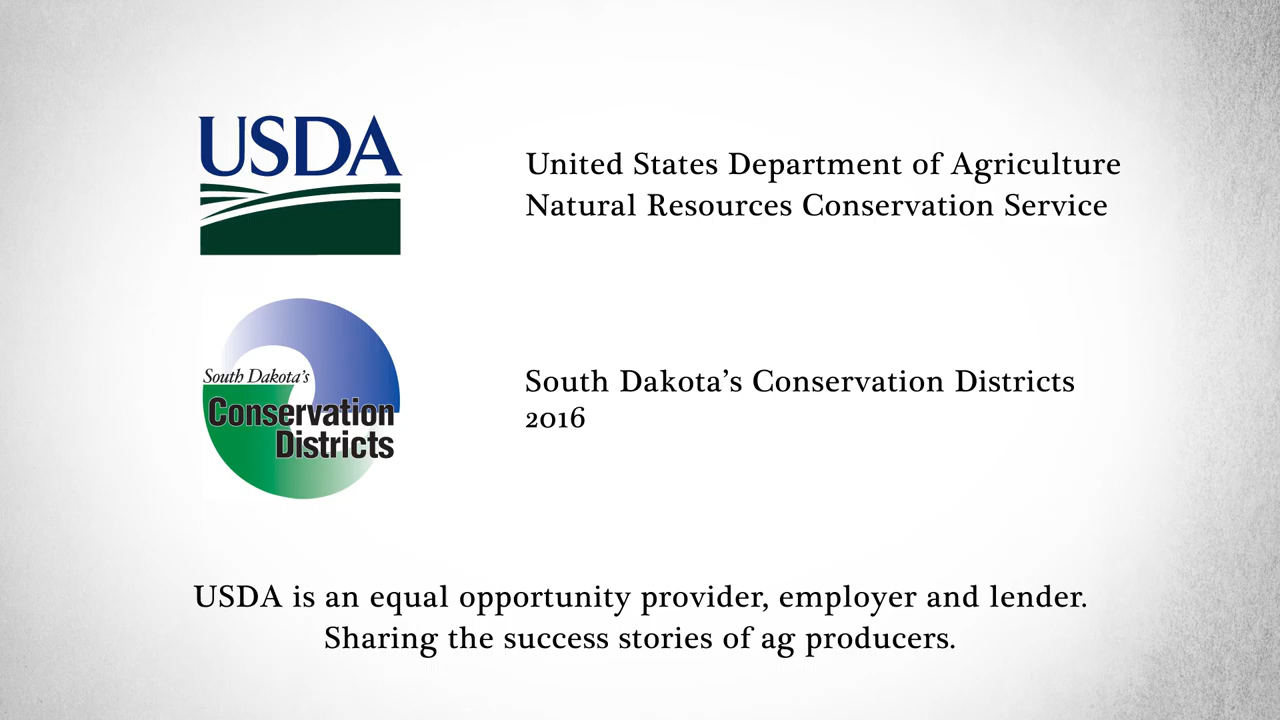 USDA
United States Department of Agriculture
Natural Resources Conservation Service
South Dakota's
Conservation
Districts
South Dakota's Conservation Districts
2016
USDA is an equal opportunity provider, employer and lender.
Sharing the success stories of ag producers.